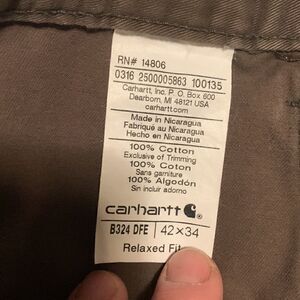 RN# 14806
0316 2500005863 100135
Carhartt, Inc. P. O. Box 600
Dearborn, MI 48121 USA
carhartt.com
Made in Nicaragua
Fabriqué au Nicaragua
Hecho en Nicaragua
100% Cotton
Exclusive of Trimming
100% Coton
Sans garniture
100% Algodón
Sin incluir adorno
carhartt
B324 DFE 42×34
Relaxed Fit